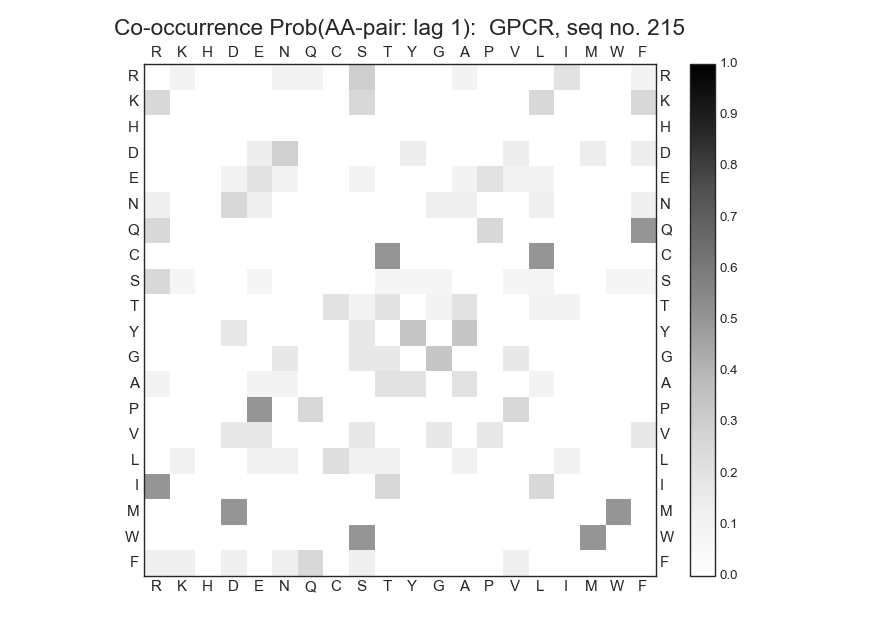 Co-occurrence Prob(AA-pair: lag 1):  GPCR, seq no. 215
R K H D E N Q C S T Y G A P V L I M W F
1.0
R R
0.9
K K
H H
0.8
D D
E E
0.7
N N
Q Q
0.6
C C
S S
0.5
T T
Y Y
0.4
G G
A A
0.3
P P
V V
0.2
L L
I I
0.1
M M
W W
F F
0.0
R K H D E N Q C S T Y G A P V L I M W F